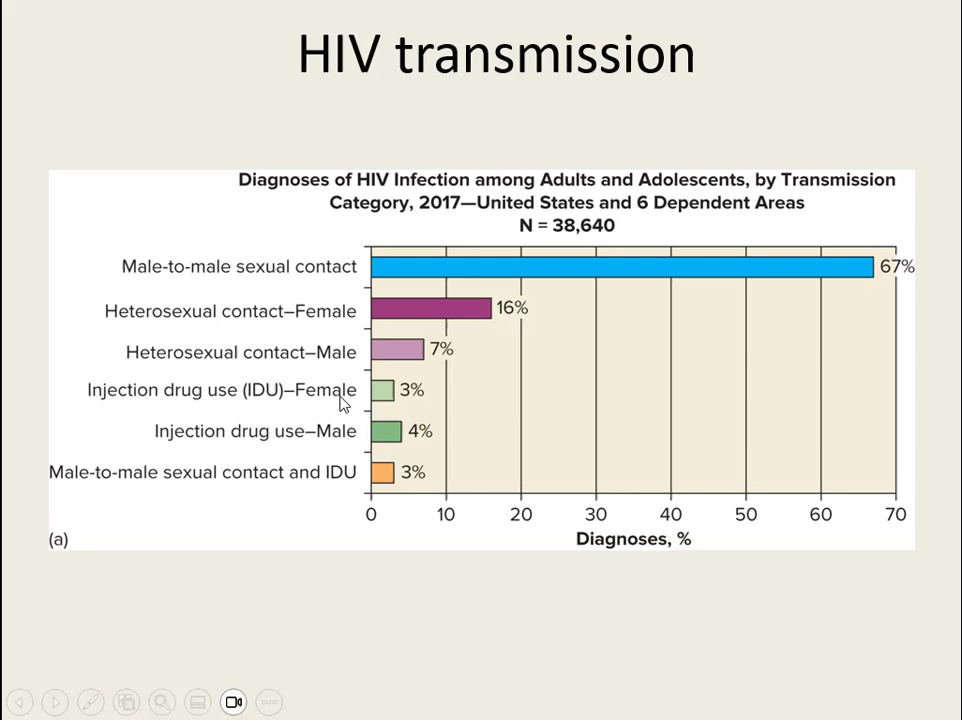 HIV transmission
Diagnoses of HIV Infection among Adults and Adolescents, by Transmission
Category, 2017—United States and 6 Dependent Areas
N = 38,640
Male-to-male sexual contact 67%
Heterosexual contact–Female 16%
Heterosexual contact–Male 7%
Injection drug use (IDU)–Female 3%
Injection drug use–Male 4%
Male-to-male sexual contact and IDU 3%
0 10 20 30 40 50 60 70
(a) Diagnoses, %